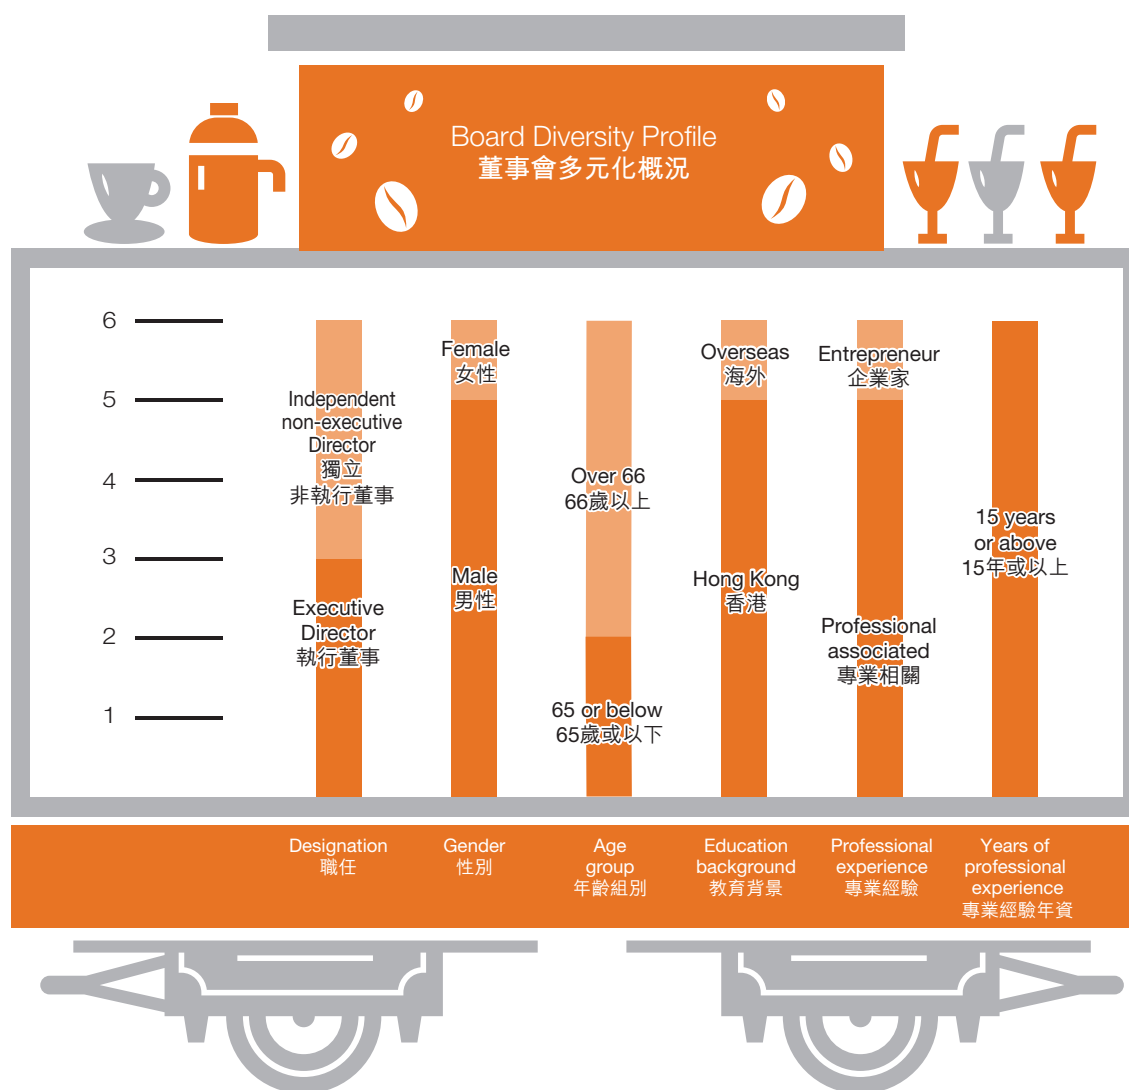 Board Diversity Profile
董事會多元化概況
6
5
4
3
2
1
Independent
non-executive
Director
獨立
非執行董事
Executive
Director
執行董事
Female
女性
Male
男性
Over 66
66歲以上
65 or below
65歲或以下
Overseas
海外
Hong Kong
香港
Entrepreneur
企業家
Professional
associated
專業相關
15 years
or above
15年或以上
Designation
職任
Gender
性別
Age
group
年齡組別
Education
background
教育背景
Professional
experience
專業經驗
Years of
professional
experience
專業經驗年資